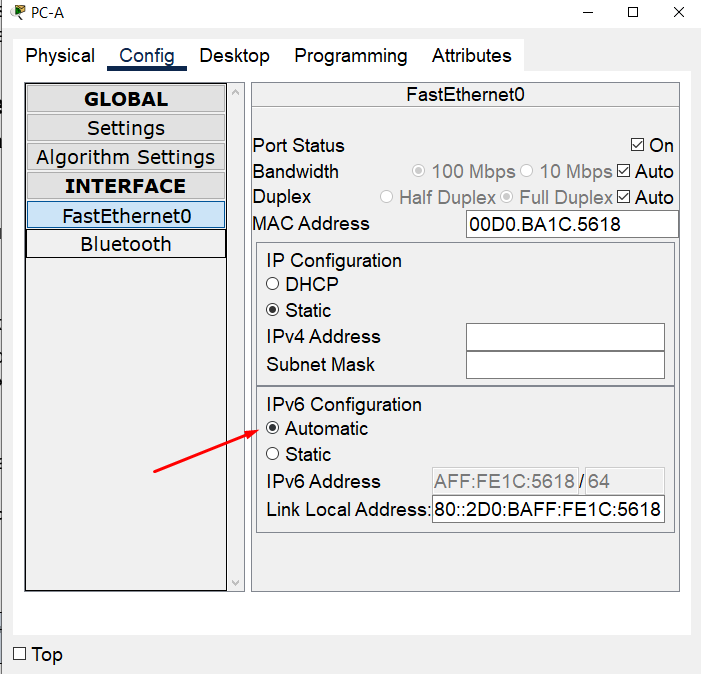 PC-A
Physical Config Desktop Programming Attributes
GLOBAL
Settings
Algorithm Settings
INTERFACE
FastEthernet0
Bluetooth
FastEthernet0
Port Status On
Bandwidth 100 Mbps 10 Mbps Auto
Duplex Half Duplex Full Duplex Auto
MAC Address 00D0.BA1C.5618
IP Configuration
DHCP
Static
IPv4 Address
Subnet Mask
IPv6 Configuration
Automatic
Static
IPv6 Address AFF:FE1C:5618 / 64
Link Local Address: 80::2D0:BAFF:FE1C:5618
Top